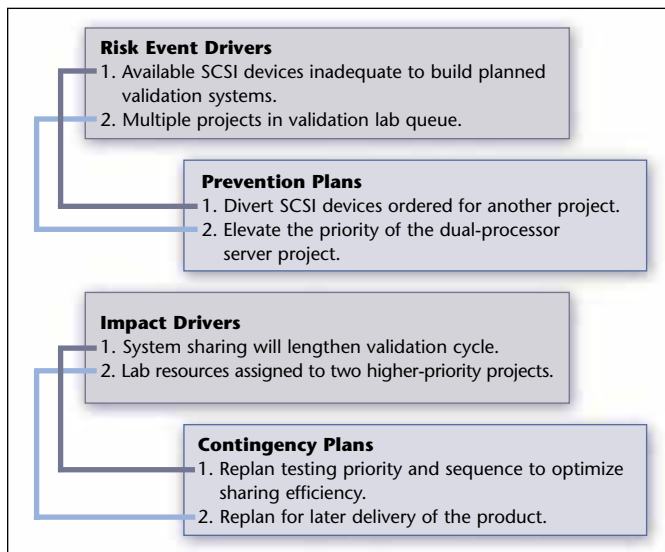 Risk Event Drivers
1. Available SCSI devices inadequate to build planned
validation systems.
2. Multiple projects in validation lab queue.
Prevention Plans
1. Divert SCSI devices ordered for another project.
2. Elevate the priority of the dual-processor
server project.
Impact Drivers
1. System sharing will lengthen validation cycle.
2. Lab resources assigned to two higher-priority projects.
Contingency Plans
1. Replan testing priority and sequence to optimize
sharing efficiency.
2. Replan for later delivery of the product.